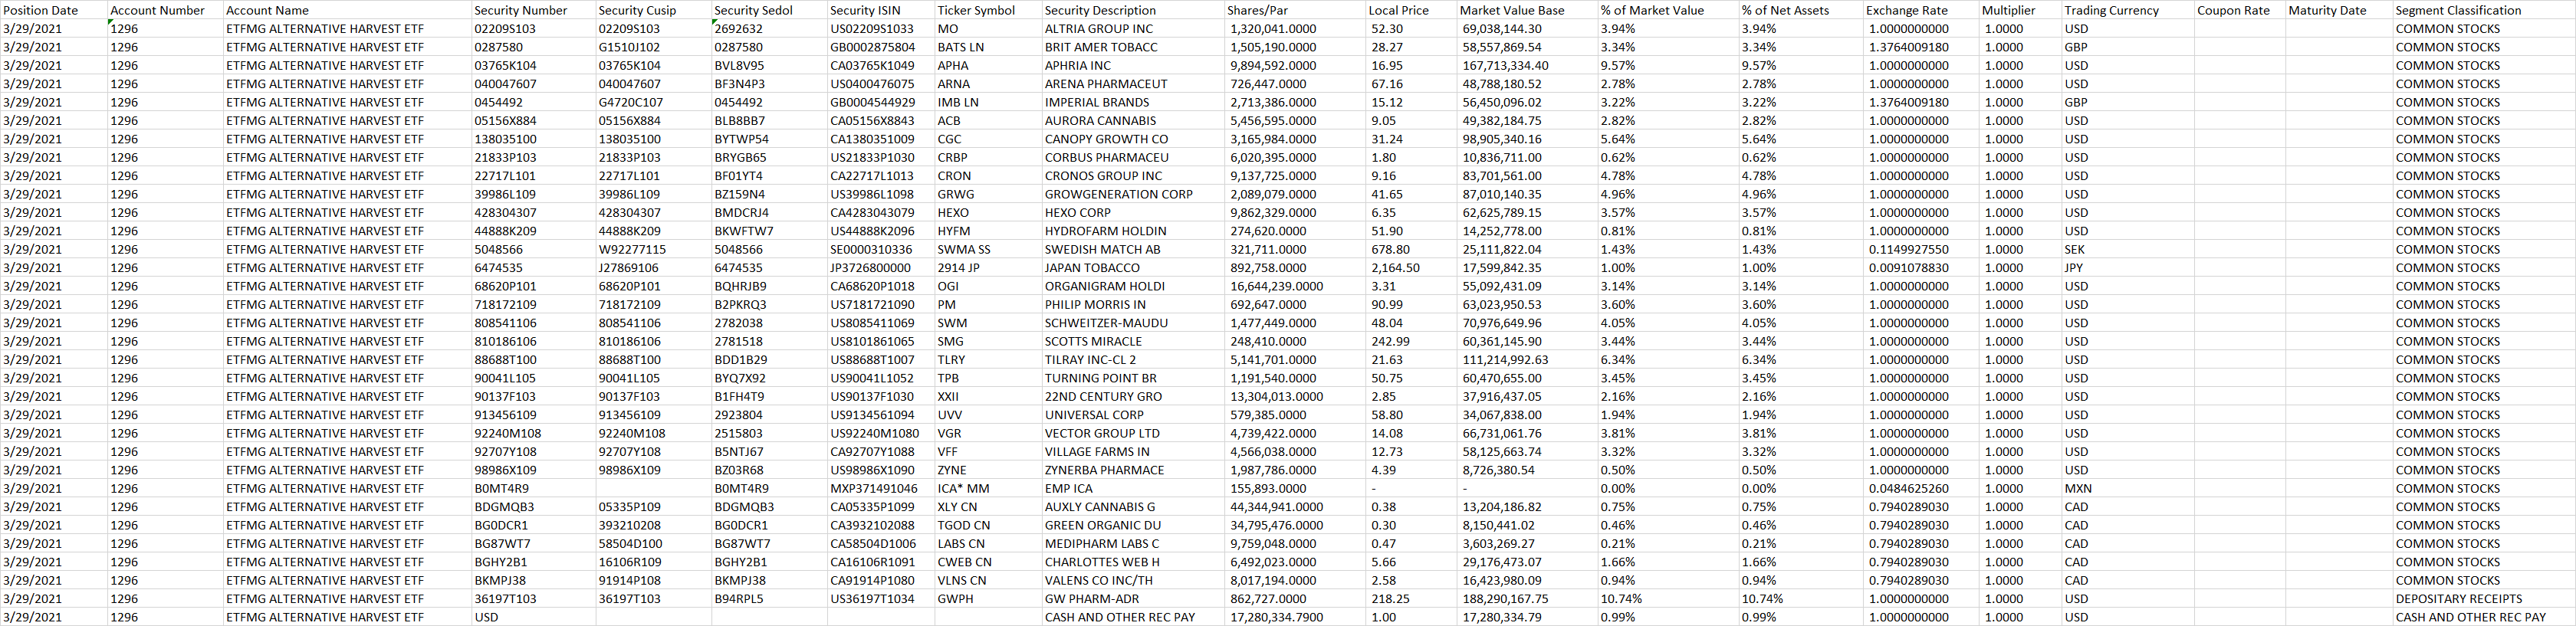 Position Date Account Number Account Name Security Number Security Cusip Security Sedol Security ISIN Ticker Symbol Security Description Shares/Par Local Price Market Value Base % of Market Value % of Net Assets Exchange Rate Multiplier Trading Currency Coupon Rate Maturity Date Segment Classification
3/29/2021 1296 ETFMG ALTERNATIVE HARVEST ETF 02209S103 02209S103 2692632 US02209S1033 MO ALTRIA GROUP INC 1,320,041.0000 52.30 69,038,144.30 3.94% 3.94% 1.0000000000 1.0000 USD COMMON STOCKS
3/29/2021 1296 ETFMG ALTERNATIVE HARVEST ETF 0287580 G1510J102 0287580 GB0002875804 BATS LN BRIT AMER TOBACC 1,505,190.0000 28.27 58,557,869.54 3.34% 3.34% 1.3764009180 1.0000 GBP COMMON STOCKS
3/29/2021 1296 ETFMG ALTERNATIVE HARVEST ETF 03765K104 03765K104 BVL8V95 CA03765K1049 APHA APHRIA INC 9,894,592.0000 16.95 167,713,334.40 9.57% 9.57% 1.0000000000 1.0000 USD COMMON STOCKS
3/29/2021 1296 ETFMG ALTERNATIVE HARVEST ETF 040047607 040047607 BF3N4P3 US0400476075 ARNA ARENA PHARMACEUT 726,447.0000 67.16 48,788,180.52 2.78% 2.78% 1.0000000000 1.0000 USD COMMON STOCKS
3/29/2021 1296 ETFMG ALTERNATIVE HARVEST ETF 0454492 G4720C107 0454492 GB0004544929 IMB LN IMPERIAL BRANDS 2,713,386.0000 15.12 56,450,096.02 3.22% 3.22% 1.3764009180 1.0000 GBP COMMON STOCKS
3/29/2021 1296 ETFMG ALTERNATIVE HARVEST ETF 05156X884 05156X884 BLB8BB7 CA05156X8843 ACB AURORA CANNABIS 5,456,595.0000 9.05 49,382,184.75 2.82% 2.82% 1.0000000000 1.0000 USD COMMON STOCKS
3/29/2021 1296 ETFMG ALTERNATIVE HARVEST ETF 138035100 138035100 BYTWP54 CA1380351009 CGC CANOPY GROWTH CO 3,165,984.0000 31.24 98,905,340.16 5.64% 5.64% 1.0000000000 1.0000 USD COMMON STOCKS
3/29/2021 1296 ETFMG ALTERNATIVE HARVEST ETF 21833P103 21833P103 BRYGB65 US21833P1030 CRBP CORBUS PHARMACEU 6,020,395.0000 1.80 10,836,711.00 0.62% 0.62% 1.0000000000 1.0000 USD COMMON STOCKS
3/29/2021 1296 ETFMG ALTERNATIVE HARVEST ETF 22717L101 22717L101 BF01YT4 CA22717L1013 CRON CRONOS GROUP INC 9,137,725.0000 9.16 83,701,561.00 4.78% 4.78% 1.0000000000 1.0000 USD COMMON STOCKS
3/29/2021 1296 ETFMG ALTERNATIVE HARVEST ETF 39986L109 39986L109 BZ159N4 US39986L1098 GRWG GROWGENERATION CORP 2,089,079.0000 41.65 87,010,140.35 4.96% 4.96% 1.0000000000 1.0000 USD COMMON STOCKS
3/29/2021 1296 ETFMG ALTERNATIVE HARVEST ETF 428304307 428304307 BMDCRJ4 CA4283043079 HEXO HEXO CORP 9,862,329.0000 6.35 62,625,789.15 3.57% 3.57% 1.0000000000 1.0000 USD COMMON STOCKS
3/29/2021 1296 ETFMG ALTERNATIVE HARVEST ETF 44888K209 44888K209 BKWFTW7 US44888K2096 HYFM HYDROFARM HOLDIN 274,620.0000 51.90 14,252,778.00 0.81% 0.81% 1.0000000000 1.0000 USD COMMON STOCKS
3/29/2021 1296 ETFMG ALTERNATIVE HARVEST ETF 5048566 W92277115 5048566 SE0000310336 SWMA SS SWEDISH MATCH AB 321,711.0000 678.80 25,111,822.04 1.43% 1.43% 0.1149927550 1.0000 SEK COMMON STOCKS
3/29/2021 1296 ETFMG ALTERNATIVE HARVEST ETF 6474535 J27869106 6474535 JP3726800000 2914 JP JAPAN TOBACCO 892,758.0000 2,164.50 17,599,842.35 1.00% 1.00% 0.0091078830 1.0000 JPY COMMON STOCKS
3/29/2021 1296 ETFMG ALTERNATIVE HARVEST ETF 68620P101 68620P101 BQHRJB9 CA68620P1018 OGI ORGANIGRAM HOLDI 16,644,239.0000 3.31 55,092,431.09 3.14% 3.14% 1.0000000000 1.0000 USD COMMON STOCKS
3/29/2021 1296 ETFMG ALTERNATIVE HARVEST ETF 718172109 718172109 B2PKRQ3 US7181721090 PM PHILIP MORRIS IN 692,647.0000 90.99 63,023,950.53 3.60% 3.60% 1.0000000000 1.0000 USD COMMON STOCKS
3/29/2021 1296 ETFMG ALTERNATIVE HARVEST ETF 808541106 808541106 2782038 US8085411069 SWM SCHWEITZER-MAUDU 1,477,449.0000 48.04 70,976,649.96 4.05% 4.05% 1.0000000000 1.0000 USD COMMON STOCKS
3/29/2021 1296 ETFMG ALTERNATIVE HARVEST ETF 810186106 810186106 2781518 US8101861065 SMG SCOTTS MIRACLE 248,410.0000 242.99 60,361,145.90 3.44% 3.44% 1.0000000000 1.0000 USD COMMON STOCKS
3/29/2021 1296 ETFMG ALTERNATIVE HARVEST ETF 88688T100 88688T100 BDD1B29 US88688T1007 TLRY TILRAY INC-CL 2 5,141,701.0000 21.63 111,214,992.63 6.34% 6.34% 1.0000000000 1.0000 USD COMMON STOCKS
3/29/2021 1296 ETFMG ALTERNATIVE HARVEST ETF 90041L105 90041L105 BYQ7X92 US90041L1052 TPB TURNING POINT BR 1,191,540.0000 50.75 60,470,655.00 3.45% 3.45% 1.0000000000 1.0000 USD COMMON STOCKS
3/29/2021 1296 ETFMG ALTERNATIVE HARVEST ETF 90137F103 90137F103 B1FH4T9 US90137F1030 XXII 22ND CENTURY GRO 13,304,013.0000 2.85 37,916,437.05 2.16% 2.16% 1.0000000000 1.0000 USD COMMON STOCKS
3/29/2021 1296 ETFMG ALTERNATIVE HARVEST ETF 913456109 913456109 2923804 US9134561094 UVV UNIVERSAL CORP 579,385.0000 58.80 34,067,838.00 1.94% 1.94% 1.0000000000 1.0000 USD COMMON STOCKS
3/29/2021 1296 ETFMG ALTERNATIVE HARVEST ETF 92240M108 92240M108 2515803 US92240M1080 VGR VECTOR GROUP LTD 4,739,422.0000 14.08 66,731,061.76 3.81% 3.81% 1.0000000000 1.0000 USD COMMON STOCKS
3/29/2021 1296 ETFMG ALTERNATIVE HARVEST ETF 92707Y108 92707Y108 B5NTJ67 CA92707Y1088 VFF VILLAGE FARMS IN 4,566,038.0000 12.73 58,125,663.74 3.32% 3.32% 1.0000000000 1.0000 USD COMMON STOCKS
3/29/2021 1296 ETFMG ALTERNATIVE HARVEST ETF 98986X109 98986X109 BZ03R68 US98986X1090 ZYNE ZYNERBA PHARMACE 1,987,786.0000 4.39 8,726,380.54 0.50% 0.50% 1.0000000000 1.0000 USD COMMON STOCKS
3/29/2021 1296 ETFMG ALTERNATIVE HARVEST ETF B0MT4R9 B0MT4R9 MXP371491046 ICA* MM EMP ICA 155,893.0000 - - 0.00% 0.00% 0.0484625260 1.0000 MXN COMMON STOCKS
3/29/2021 1296 ETFMG ALTERNATIVE HARVEST ETF BDGMQB3 05335P109 BDGMQB3 CA05335P1099 XLY CN AUXLY CANNABIS G 44,344,941.0000 0.38 13,204,186.82 0.75% 0.75% 0.7940289030 1.0000 CAD COMMON STOCKS
3/29/2021 1296 ETFMG ALTERNATIVE HARVEST ETF BG0DCR1 393210208 BG0DCR1 CA3932102088 TGOD CN GREEN ORGANIC DU 34,795,476.0000 0.30 8,150,441.02 0.46% 0.46% 0.7940289030 1.0000 CAD COMMON STOCKS
3/29/2021 1296 ETFMG ALTERNATIVE HARVEST ETF BG87WT7 58504D100 BG87WT7 CA58504D1006 LABS CN MEDIPHARM LABS C 9,759,048.0000 0.47 3,603,269.27 0.21% 0.21% 0.7940289030 1.0000 CAD COMMON STOCKS
3/29/2021 1296 ETFMG ALTERNATIVE HARVEST ETF BGHY2B1 16106R109 BGHY2B1 CA16106R1091 CWEB CN CHARLOTTES WEB H 6,492,023.0000 5.66 29,176,473.07 1.66% 1.66% 0.7940289030 1.0000 CAD COMMON STOCKS
3/29/2021 1296 ETFMG ALTERNATIVE HARVEST ETF BKMPJ38 91914P108 BKMPJ38 CA91914P1080 VLNS CN VALENS CO INC/TH 8,017,194.0000 2.58 16,423,980.09 0.94% 0.94% 0.7940289030 1.0000 CAD COMMON STOCKS
3/29/2021 1296 ETFMG ALTERNATIVE HARVEST ETF 36197T103 36197T103 B94RPL5 US36197T1034 GWPH GW PHARM-ADR 862,727.0000 218.25 188,290,167.75 10.74% 10.74% 1.0000000000 1.0000 USD DEPOSITARY RECEIPTS
3/29/2021 1296 ETFMG ALTERNATIVE HARVEST ETF USD CASH AND OTHER REC PAY 17,280,334.7900 1.00 17,280,334.79 0.99% 0.99% 1.0000000000 1.0000 USD CASH AND OTHER REC PAY